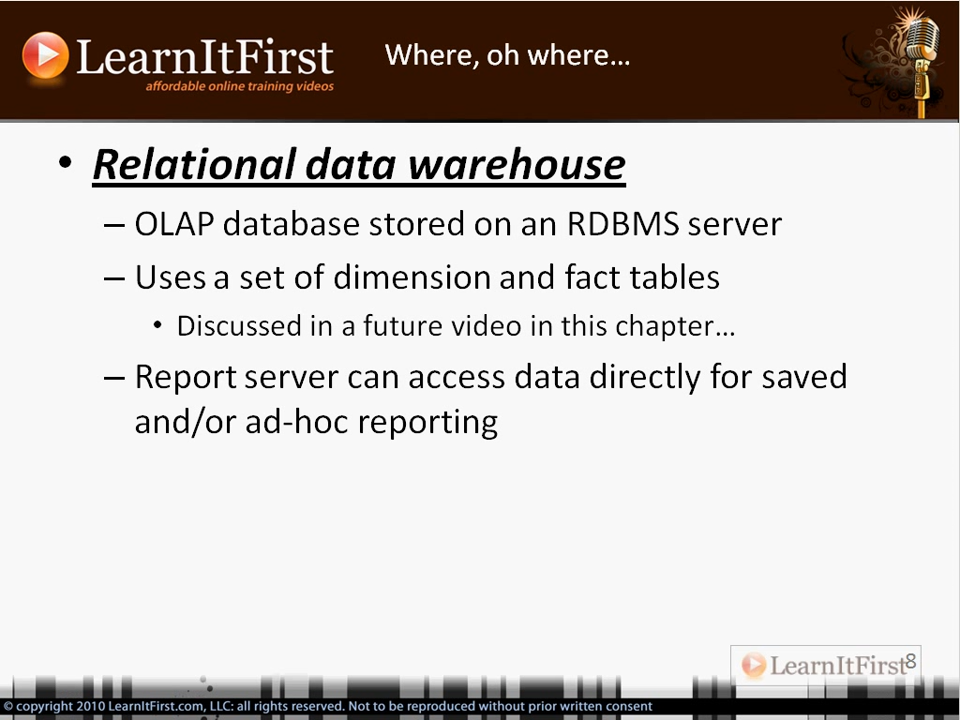 LearnItFirst
affordable online training videos
Where, oh where...
• Relational data warehouse
– OLAP database stored on an RDBMS server
– Uses a set of dimension and fact tables
• Discussed in a future video in this chapter...
– Report server can access data directly for saved
and/or ad-hoc reporting
LearnItFirst
8
© copyright 2010 LearnItFirst.com, LLC: all rights reserved. Not to be reproduced without prior written consent